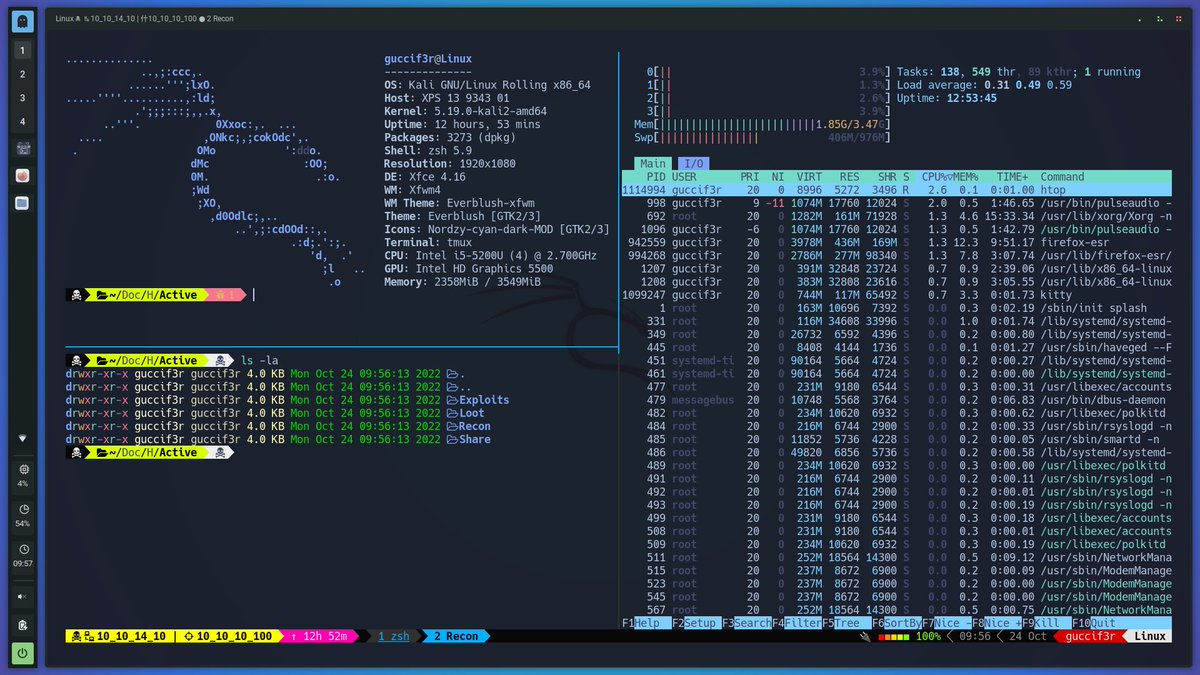 Linux 10_10_14_10 | 10_10_10_100 ● 2 Recon
1
2
3
4
4%
54%
09:57
guccif3r@Linux
--------------
OS: Kali GNU/Linux Rolling x86_64
Host: XPS 13 9343 01
Kernel: 5.19.0-kali2-amd64
Uptime: 12 hours, 53 mins
Packages: 3273 (dpkg)
Shell: zsh 5.9
Resolution: 1920x1080
DE: Xfce 4.16
WM: Xfwm4
WM Theme: Everblush-xfwm
Theme: Everblush [GTK2/3]
Icons: Nordzy-cyan-dark-MOD [GTK2/3]
Terminal: tmux
CPU: Intel i5-5200U (4) @ 2.700GHz
GPU: Intel HD Graphics 5500
Memory: 2358MiB / 3549MiB
~/Doc/H/Active 1
~/Doc/H/Active ls -la
drwxr-xr-x guccif3r guccif3r 4.0 KB Mon Oct 24 09:56:13 2022 .
drwxr-xr-x guccif3r guccif3r 4.0 KB Mon Oct 24 09:56:13 2022 ..
drwxr-xr-x guccif3r guccif3r 4.0 KB Mon Oct 24 09:56:13 2022 Exploits
drwxr-xr-x guccif3r guccif3r 4.0 KB Mon Oct 24 09:56:13 2022 Loot
drwxr-xr-x guccif3r guccif3r 4.0 KB Mon Oct 24 09:56:13 2022 Recon
drwxr-xr-x guccif3r guccif3r 4.0 KB Mon Oct 24 09:56:13 2022 Share
~/Doc/H/Active
0[|| 3.9%] Tasks: 138, 549 thr, 89 kthr; 1 running
1[|| 1.3%] Load average: 0.31 0.49 0.59
2[|| 2.6%] Uptime: 12:53:45
3[|| 3.9%]
Mem[ 1.85G/3.47G]
Swp[ 406M/976M]
Main I/O
PID USER PRI NI VIRT RES SHR S CPU%▽MEM% TIME+ Command
1114994 guccif3r 20 0 8996 5272 3496 R 2.6 0.1 0:01.00 htop
998 guccif3r 9 -11 1074M 17760 12024 S 2.0 0.5 1:46.65 /usr/bin/pulseaudio -
692 root 20 0 1282M 161M 71928 S 1.3 4.6 15:33.34 /usr/lib/xorg/Xorg -n
1096 guccif3r -6 0 1074M 17760 12024 S 1.3 0.5 1:42.79 /usr/bin/pulseaudio -
942559 guccif3r 20 0 3978M 436M 169M S 1.3 12.3 9:51.17 firefox-esr
994268 guccif3r 20 0 2786M 277M 98340 S 1.3 7.8 3:07.74 /usr/lib/firefox-esr/
1207 guccif3r 20 0 391M 32848 23724 S 0.7 0.9 2:39.06 /usr/lib/x86_64-linux
1208 guccif3r 20 0 383M 32808 23616 S 0.7 0.9 3:05.55 /usr/lib/x86_64-linux
1099247 guccif3r 20 0 744M 117M 65492 S 0.7 3.3 0:01.73 kitty
1 root 20 0 163M 10696 7392 S 0.0 0.3 0:02.19 /sbin/init splash
331 root 20 0 116M 34608 33996 S 0.0 1.0 0:01.74 /lib/systemd/systemd-
349 root 20 0 26732 6592 4396 S 0.0 0.2 0:00.80 /lib/systemd/systemd-
445 root 20 0 8408 4144 1736 S 0.0 0.1 0:01.27 /usr/sbin/haveged --F
451 systemd-ti 20 0 90164 5664 4724 S 0.0 0.2 0:00.27 /lib/systemd/systemd-
461 systemd-ti 20 0 90164 5664 4724 S 0.0 0.2 0:00.00 /lib/systemd/systemd-
477 root 20 0 231M 9180 6544 S 0.0 0.3 0:00.31 /usr/libexec/accounts
479 messagebus 20 0 10748 5568 3764 S 0.0 0.2 0:06.83 /usr/bin/dbus-daemon
482 root 20 0 234M 10620 6932 S 0.0 0.3 0:00.62 /usr/libexec/polkitd
484 root 20 0 216M 6744 2900 S 0.0 0.2 0:00.33 /usr/sbin/rsyslogd -n
485 root 20 0 11852 5736 4228 S 0.0 0.2 0:00.05 /usr/sbin/smartd -n
486 root 20 0 49820 6856 5736 S 0.0 0.2 0:00.58 /lib/systemd/systemd-
489 root 20 0 234M 10620 6932 S 0.0 0.3 0:00.00 /usr/libexec/polkitd
491 root 20 0 216M 6744 2900 S 0.0 0.2 0:00.11 /usr/sbin/rsyslogd -n
492 root 20 0 216M 6744 2900 S 0.0 0.2 0:00.01 /usr/sbin/rsyslogd -n
493 root 20 0 216M 6744 2900 S 0.0 0.2 0:00.19 /usr/sbin/rsyslogd -n
499 root 20 0 231M 9180 6544 S 0.0 0.3 0:00.18 /usr/libexec/accounts
508 root 20 0 231M 9180 6544 S 0.0 0.3 0:00.01 /usr/libexec/accounts
509 root 20 0 234M 10620 6932 S 0.0 0.3 0:00.19 /usr/libexec/polkitd
511 root 20 0 252M 18564 14300 S 0.0 0.5 0:09.12 /usr/sbin/NetworkMana
515 root 20 0 237M 8672 6900 S 0.0 0.2 0:00.09 /usr/sbin/ModemManage
523 root 20 0 237M 8672 6900 S 0.0 0.2 0:00.00 /usr/sbin/ModemManage
545 root 20 0 237M 8672 6900 S 0.0 0.2 0:00.00 /usr/sbin/ModemManage
567 root 20 0 252M 18564 14300 S 0.0 0.5 0:00.75 /usr/sbin/NetworkMana
F1Help F2Setup F3SearchF4FilterF5Tree F6SortByF7Nice -F8Nice +F9Kill F10Quit
10_10_14_10 | 10_10_10_100 ↑ 12h 52m 1 zsh 2 Recon 100% 09:56 24 Oct guccif3r Linux